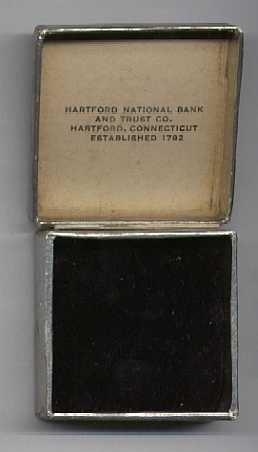 HARTFORD NATIONAL BANK
AND TRUST CO.
HARTFORD, CONNECTICUT
ESTABLISHED 1792